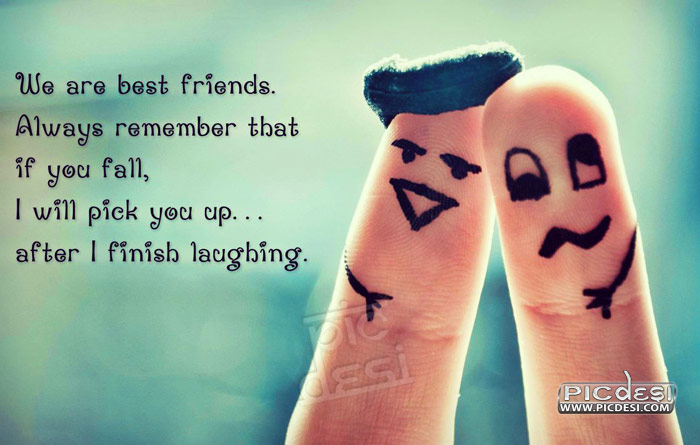 We are best friends.
Always remember that
if you fall,
I will pick you up...
after I finish laughing.
pic
desi
PICdESI
WWW.PICDESI.COM